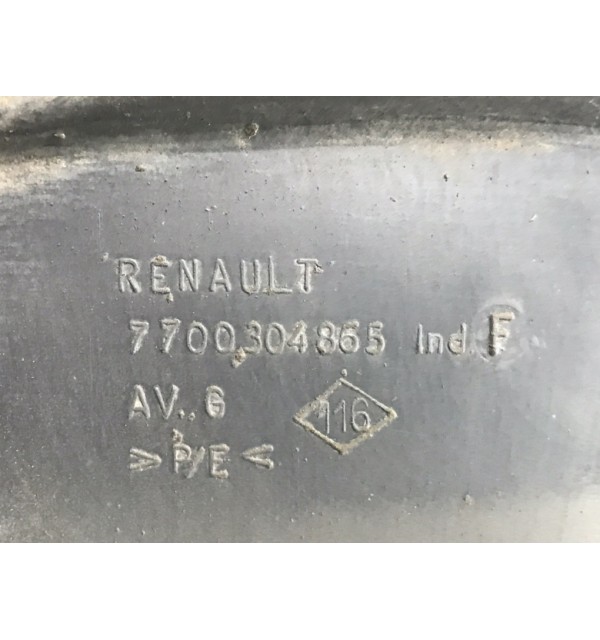 RENAULT
7700304865 Ind. F
AV.. G 116
>P/E<